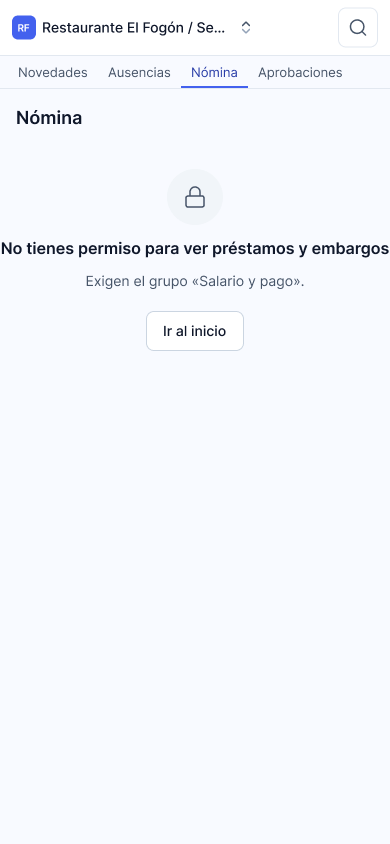 RF Restaurante El Fogón / Se...
Novedades Ausencias Nómina Aprobaciones
Nómina
No tienes permiso para ver préstamos y embargos
Exigen el grupo «Salario y pago».
Ir al inicio